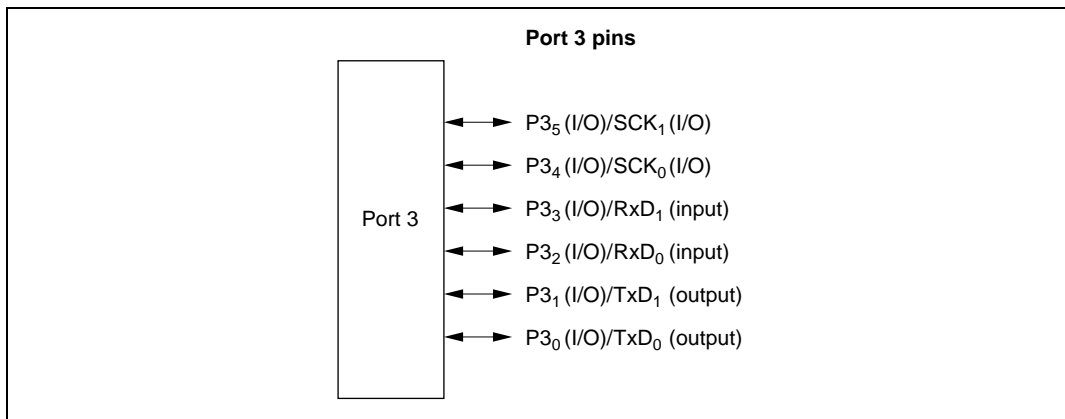 Port 3 pins
P3₅ (I/O)/SCK₁ (I/O)
P3₄ (I/O)/SCK₀ (I/O)
Port 3
P3₃ (I/O)/RxD₁ (input)
P3₂ (I/O)/RxD₀ (input)
P3₁ (I/O)/TxD₁ (output)
P3₀ (I/O)/TxD₀ (output)